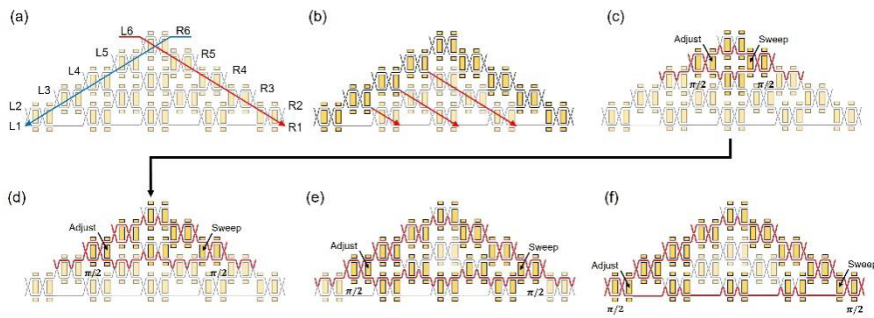 (a)
L6 R6
L5 R5
L4 R4
L3 R3
L2 R2
L1 R1
(b)
(c)
Adjust Sweep
π/2 π/2
(d)
Adjust Sweep
π/2 π/2
(e)
Adjust Sweep
π/2 π/2
(f)
Adjust Sweep
π/2 π/2